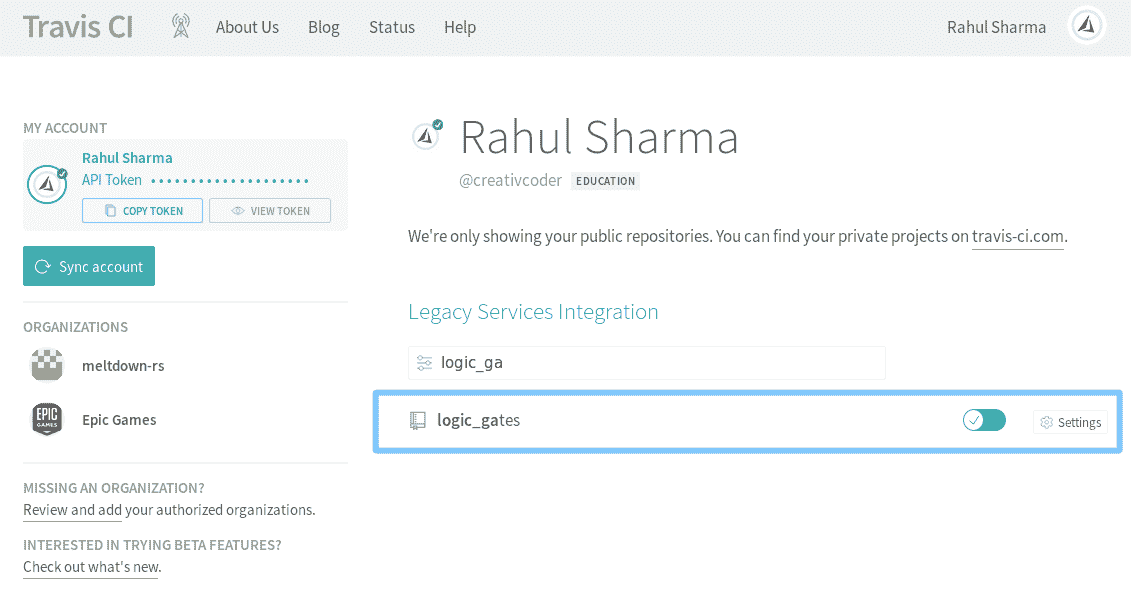 Travis CI
About Us
Blog
Status
Help
Rahul Sharma
MY ACCOUNT
Rahul Sharma
API Token ••••••••••••••••••••
COPY TOKEN
VIEW TOKEN
Sync account
ORGANIZATIONS
meltdown-rs
EPIC
GAMES
Epic Games
MISSING AN ORGANIZATION?
Review and add your authorized organizations.
INTERESTED IN TRYING BETA FEATURES?
Check out what's new.
Rahul Sharma
@creativcoder EDUCATION
We're only showing your public repositories. You can find your private projects on travis-ci.com.
Legacy Services Integration
logic_ga
logic_gates
Settings